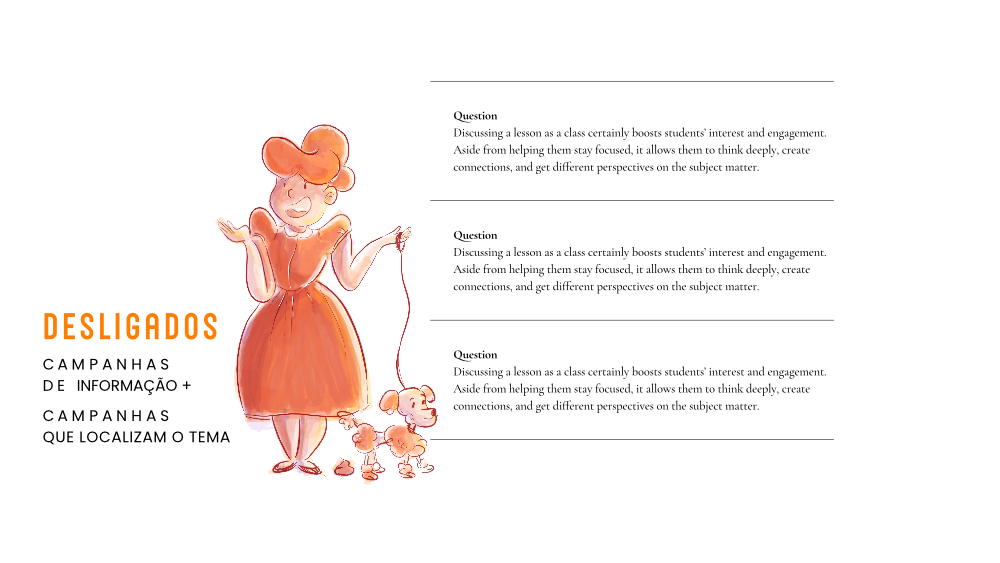 DESLIGADOS
CAMPANHAS
DE INFORMAÇÃO +
CAMPANHAS
QUE LOCALIZAM O TEMA
Question
Discussing a lesson as a class certainly boosts students' interest and engagement.
Aside from helping them stay focused, it allows them to think deeply, create
connections, and get different perspectives on the subject matter.
Question
Discussing a lesson as a class certainly boosts students' interest and engagement.
Aside from helping them stay focused, it allows them to think deeply, create
connections, and get different perspectives on the subject matter.
Question
Discussing a lesson as a class certainly boosts students' interest and engagement.
Aside from helping them stay focused, it allows them to think deeply, create
connections, and get different perspectives on the subject matter.